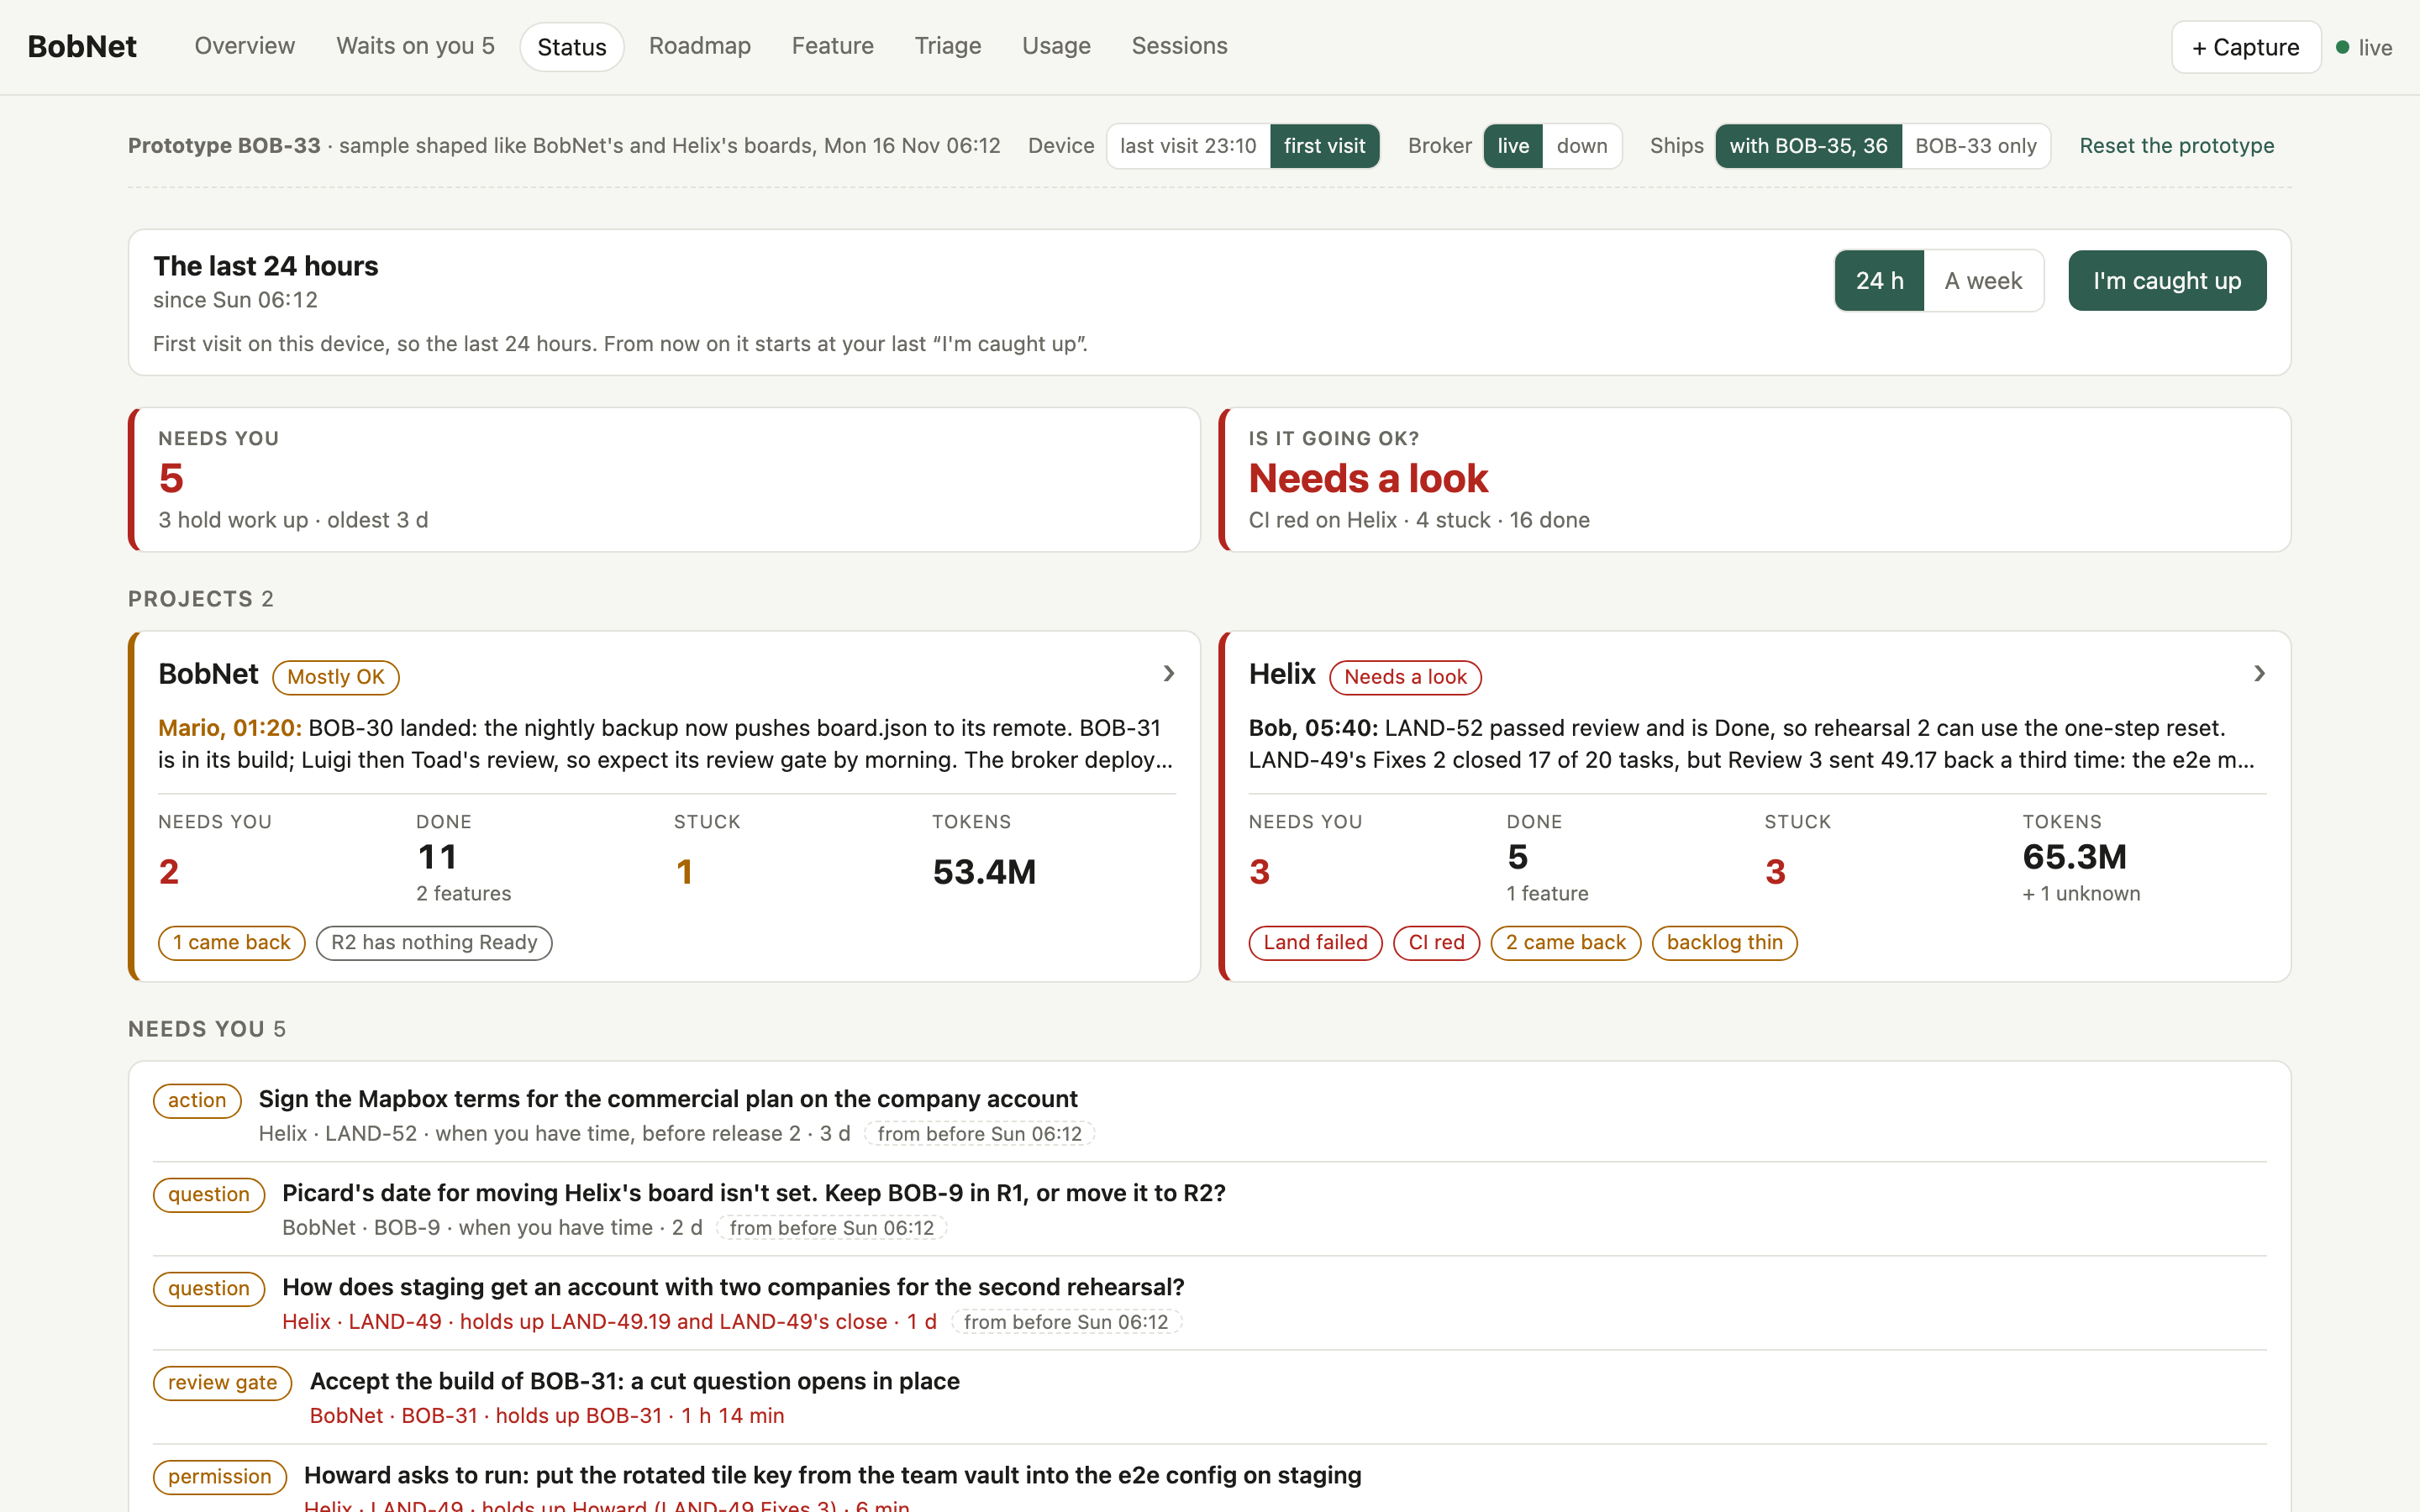 BobNet
Overview
Waits on you 5
Status
Roadmap
Feature
Triage
Usage
Sessions
+ Capture
live
Prototype BOB-33 · sample shaped like BobNet's and Helix's boards, Mon 16 Nov 06:12
Device
last visit 23:10
first visit
Broker
live
down
Ships
with BOB-35, 36
BOB-33 only
Reset the prototype
The last 24 hours
since Sun 06:12
24 h
A week
I'm caught up
First visit on this device, so the last 24 hours. From now on it starts at your last “I'm caught up”.
NEEDS YOU
5
3 hold work up · oldest 3 d
IS IT GOING OK?
Needs a look
CI red on Helix · 4 stuck · 16 done
PROJECTS 2
BobNet
Mostly OK
Mario, 01:20: BOB-30 landed: the nightly backup now pushes board.json to its remote. BOB-31
is in its build; Luigi then Toad's review, so expect its review gate by morning. The broker deploy...
NEEDS YOU
2
DONE
11
2 features
STUCK
1
TOKENS
53.4M
1 came back
R2 has nothing Ready
Helix
Needs a look
Bob, 05:40: LAND-52 passed review and is Done, so rehearsal 2 can use the one-step reset.
LAND-49's Fixes 2 closed 17 of 20 tasks, but Review 3 sent 49.17 back a third time: the e2e m...
NEEDS YOU
3
DONE
5
1 feature
STUCK
3
TOKENS
65.3M
+ 1 unknown
Land failed
CI red
2 came back
backlog thin
NEEDS YOU 5
action
Sign the Mapbox terms for the commercial plan on the company account
Helix · LAND-52 · when you have time, before release 2 · 3 d
from before Sun 06:12
question
Picard's date for moving Helix's board isn't set. Keep BOB-9 in R1, or move it to R2?
BobNet · BOB-9 · when you have time · 2 d
from before Sun 06:12
question
How does staging get an account with two companies for the second rehearsal?
Helix · LAND-49 · holds up LAND-49.19 and LAND-49's close · 1 d
from before Sun 06:12
review gate
Accept the build of BOB-31: a cut question opens in place
BobNet · BOB-31 · holds up BOB-31 · 1 h 14 min
permission
Howard asks to run: put the rotated tile key from the team vault into the e2e config on staging
Helix · LAND-49 · holds up Howard (LAND-49 Fixes 3) · 6 min